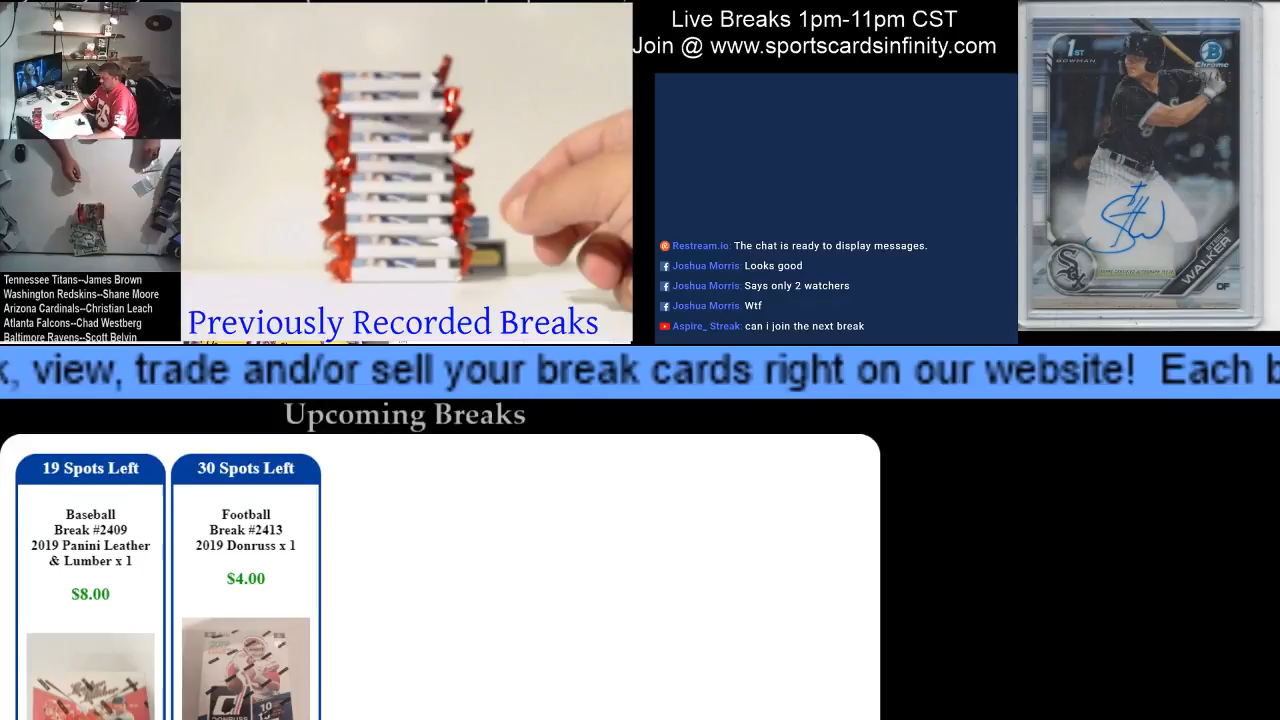 Live Breaks 1pm-11pm CST
Join @ www.sportscardsinfinity.com
Tennessee Titans--James Brown
Washington Redskins--Shane Moore
Arizona Cardinals--Christian Leach
Atlanta Falcons--Chad Westberg
Baltimore Ravens--Scott Belvin
Previously Recorded Breaks
Restream.io: The chat is ready to display messages.
Joshua Morris: Looks good
Joshua Morris: Says only 2 watchers
Joshua Morris: Wtf
Aspire_ Streak: can i join the next break
1ST
BOWMAN
B
Chrome
STEELE
WALKER
OF
k, view, trade and/or sell your break cards right on our website! Each b
Upcoming Breaks
19 Spots Left
Baseball
Break #2409
2019 Panini Leather
& Lumber x 1
$8.00
30 Spots Left
Football
Break #2413
2019 Donruss x 1
$4.00
DONRUSS
10